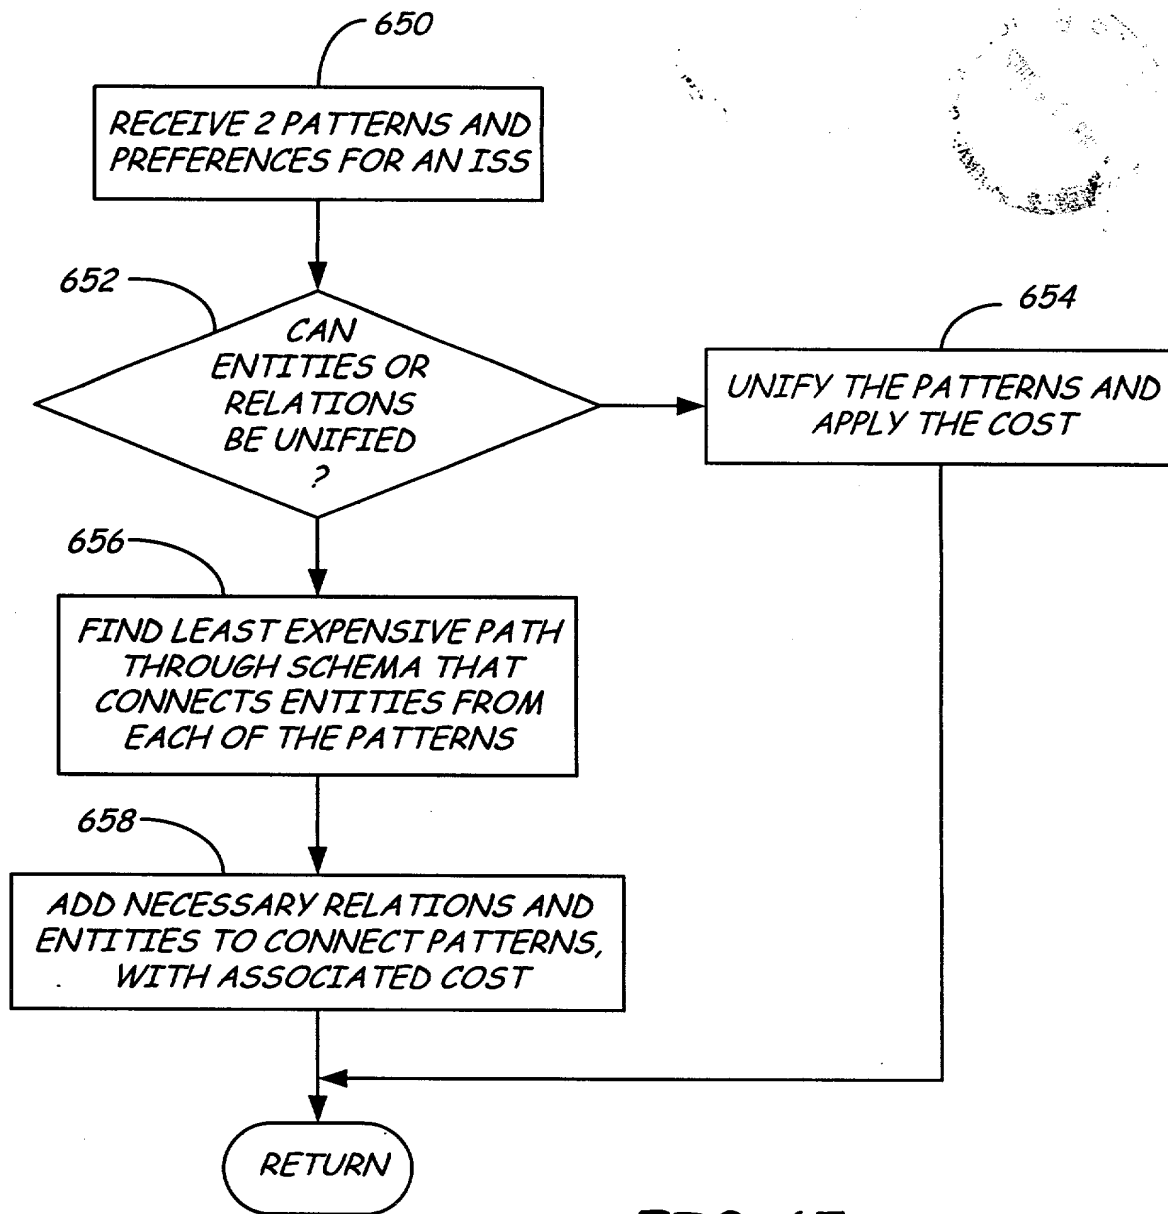 650
RECEIVE 2 PATTERNS AND
PREFERENCES FOR AN ISS
652
CAN
ENTITIES OR
RELATIONS
BE UNIFIED
?
654
UNIFY THE PATTERNS AND
APPLY THE COST
656
FIND LEAST EXPENSIVE PATH
THROUGH SCHEMA THAT
CONNECTS ENTITIES FROM
EACH OF THE PATTERNS
658
ADD NECESSARY RELATIONS AND
ENTITIES TO CONNECT PATTERNS,
WITH ASSOCIATED COST
RETURN